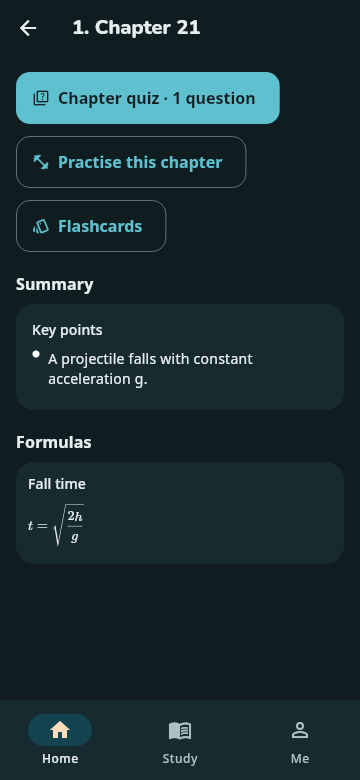 1. Chapter 21
Chapter quiz · 1 question
Practise this chapter
Flashcards
Summary
Key points
• A projectile falls with constant
acceleration g.
Formulas
Fall time
t = √(2h/g)
Home
Study
Me